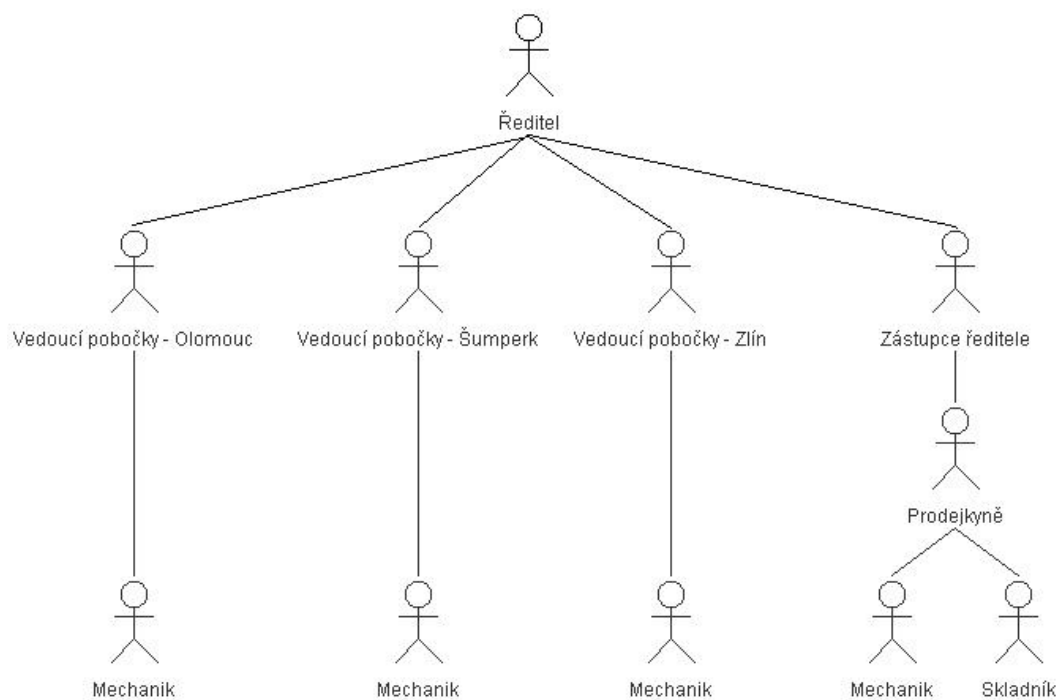 Ředitel
Vedoucí pobočky - Olomouc
Vedoucí pobočky - Šumperk
Vedoucí pobočky - Zlín
Zástupce ředitele
Prodejkyně
Mechanik
Mechanik
Mechanik
Mechanik
Skladník